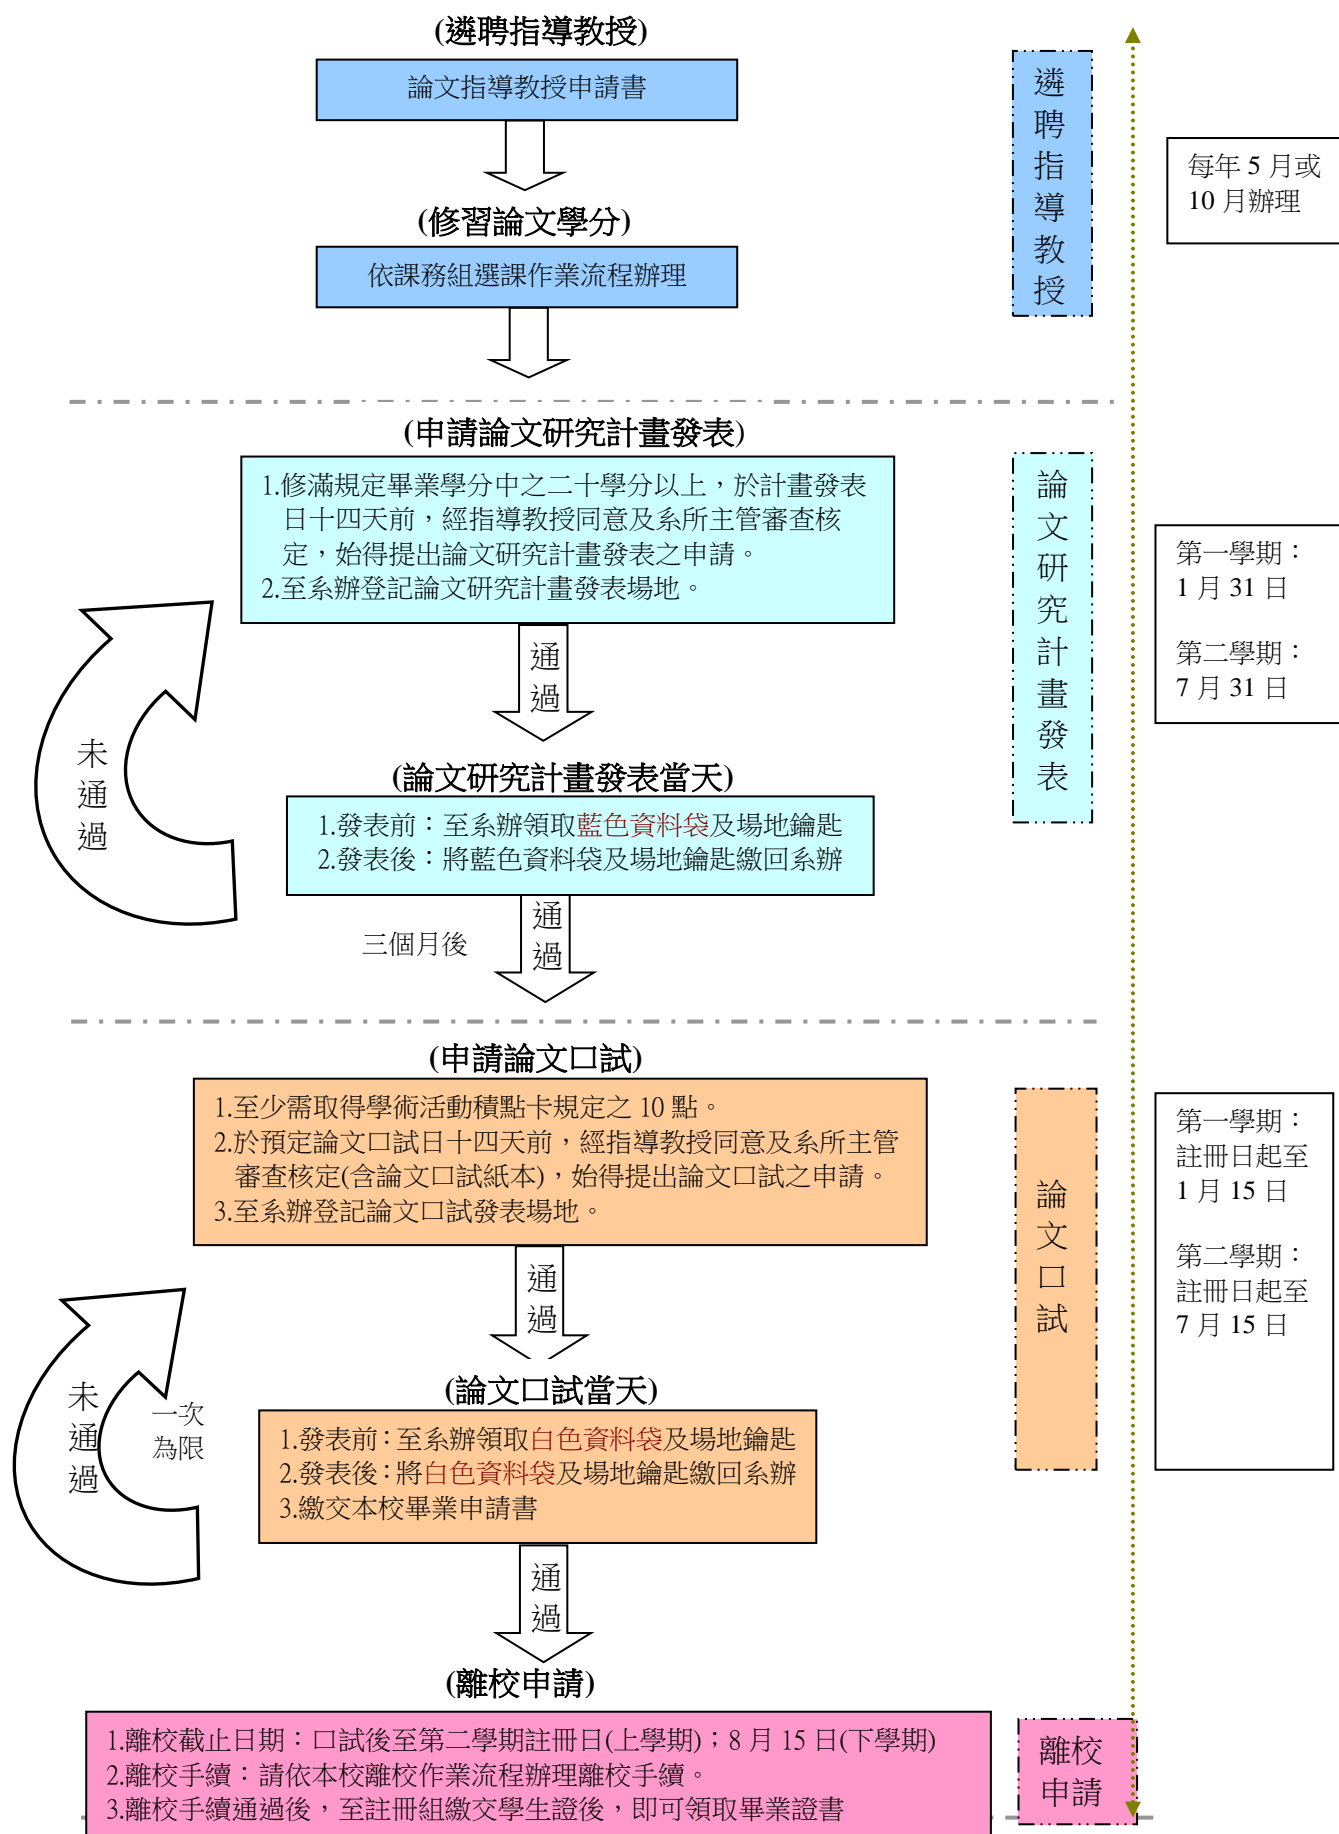 (遴聘指導教授)
論文指導教授申請書
(修習論文學分)
依課務組選課作業流程辦理
遴聘指導教授
每年 5 月或
10 月辦理
(申請論文研究計畫發表)
1.修滿規定畢業學分中之二十學分以上，於計畫發表
日十四天前，經指導教授同意及系所主管審查核
定，始得提出論文研究計畫發表之申請。
2.至系辦登記論文研究計畫發表場地。
通過
未通過
(論文研究計畫發表當天)
1.發表前：至系辦領取藍色資料袋及場地鑰匙
2.發表後：將藍色資料袋及場地鑰匙繳回系辦
通過
三個月後
論文研究計畫發表
第一學期：
1 月 31 日
第二學期：
7 月 31 日
(申請論文口試)
1.至少需取得學術活動積點卡規定之 10 點。
2.於預定論文口試日十四天前，經指導教授同意及系所主管
審查核定(含論文口試紙本)，始得提出論文口試之申請。
3.至系辦登記論文口試發表場地。
通過
未通過
一次
為限
(論文口試當天)
1.發表前：至系辦領取白色資料袋及場地鑰匙
2.發表後：將白色資料袋及場地鑰匙繳回系辦
3.繳交本校畢業申請書
通過
論文口試
第一學期：
註冊日起至
1 月 15 日
第二學期：
註冊日起至
7 月 15 日
(離校申請)
1.離校截止日期：口試後至第二學期註冊日(上學期)；8 月 15 日(下學期)
2.離校手續：請依本校離校作業流程辦理離校手續。
3.離校手續通過後，至註冊組繳交學生證後，即可領取畢業證書
離校
申請